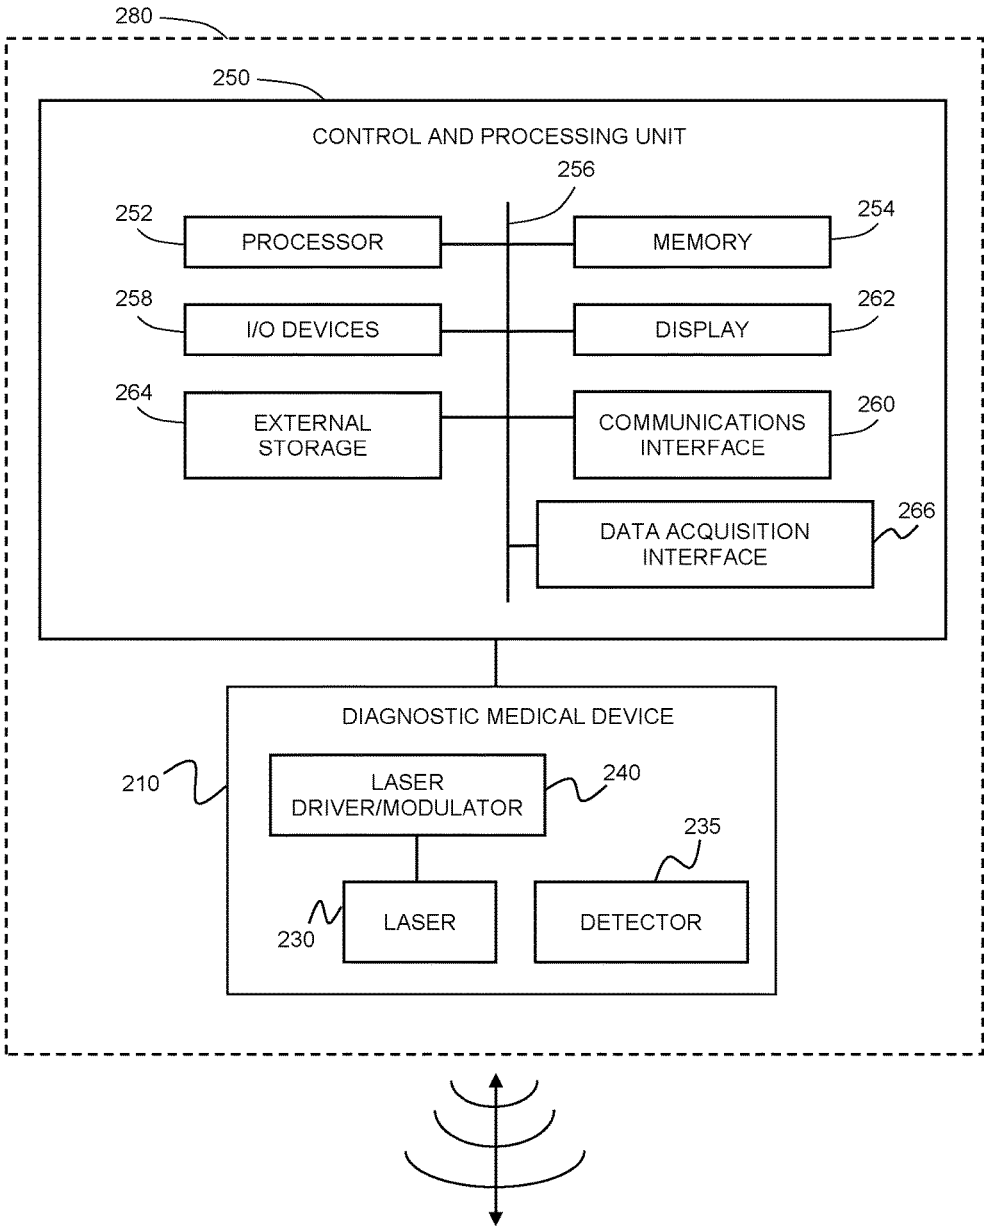 280
250
CONTROL AND PROCESSING UNIT
256
252
PROCESSOR
MEMORY
254
258
I/O DEVICES
DISPLAY
262
264
EXTERNAL
STORAGE
COMMUNICATIONS
INTERFACE
260
DATA ACQUISITION
INTERFACE
266
DIAGNOSTIC MEDICAL DEVICE
210
LASER
DRIVER/MODULATOR
240
235
230
LASER
DETECTOR